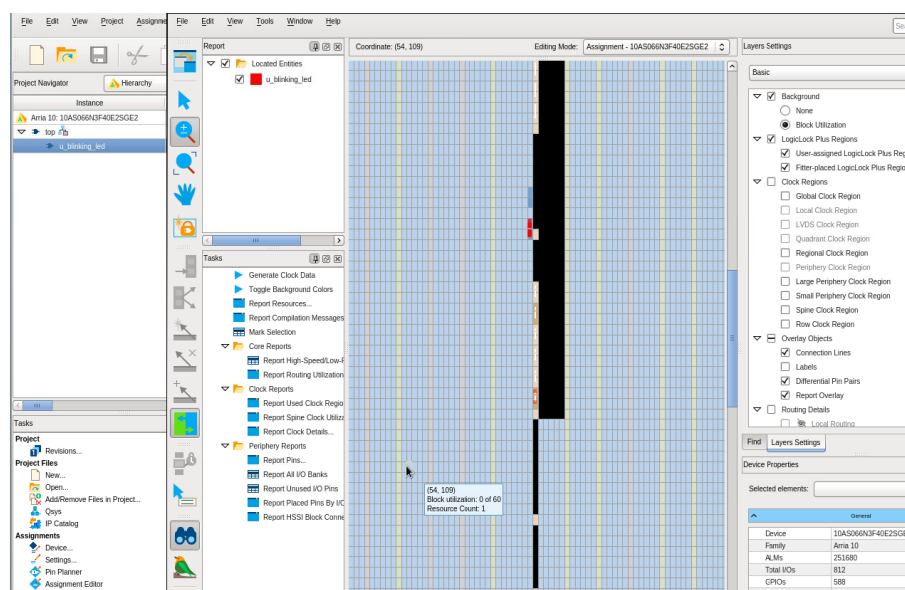 File Edit View Project Assignme
Project Navigator
Hierarchy
Instance
Arria 10: 10AS066N3F40E2SGE2
top
u_blinking_led
Tasks
Project
Revisions...
Project Files
New...
Open...
Add/Remove Files in Project...
Qsys
IP Catalog
Assignments
Device...
Settings...
Pin Planner
Assignment Editor
File Edit View Tools Window Help
Sea
Report
Located Entities
u_blinking_led
Tasks
Generate Clock Data
Toggle Background Colors
Report Resources...
Report Compilation Messages
Mark Selection
Core Reports
Report High-Speed/Low-P
Report Routing Utilization
Clock Reports
Report Used Clock Regio
Report Spine Clock Utiliza
Report Clock Details...
Periphery Reports
Report Pins...
Report All I/O Banks
Report Unused I/O Pins
Report Placed Pins By I/O
Report HSSI Block Conne
Coordinate: (54, 109)
Editing Mode: Assignment - 10AS066N3F40E2SGE2
(54, 109)
Block utilization: 0 of 60
Resource Count: 1
Layers Settings
Basic
Background
None
Block Utilization
LogicLock Plus Regions
User-assigned LogicLock Plus Reg
Fitter-placed LogicLock Plus Regio
Clock Regions
Global Clock Region
Local Clock Region
LVDS Clock Region
Quadrant Clock Region
Regional Clock Region
Periphery Clock Region
Large Periphery Clock Region
Small Periphery Clock Region
Spine Clock Region
Row Clock Region
Overlay Objects
Connection Lines
Labels
Differential Pin Pairs
Report Overlay
Routing Details
Local Routing
Find Layers Settings
Device Properties
Selected elements:
General
Device 10AS066N3F40E2SGE
Family Arria 10
ALMs 251680
Total I/Os 812
GPIOs 588